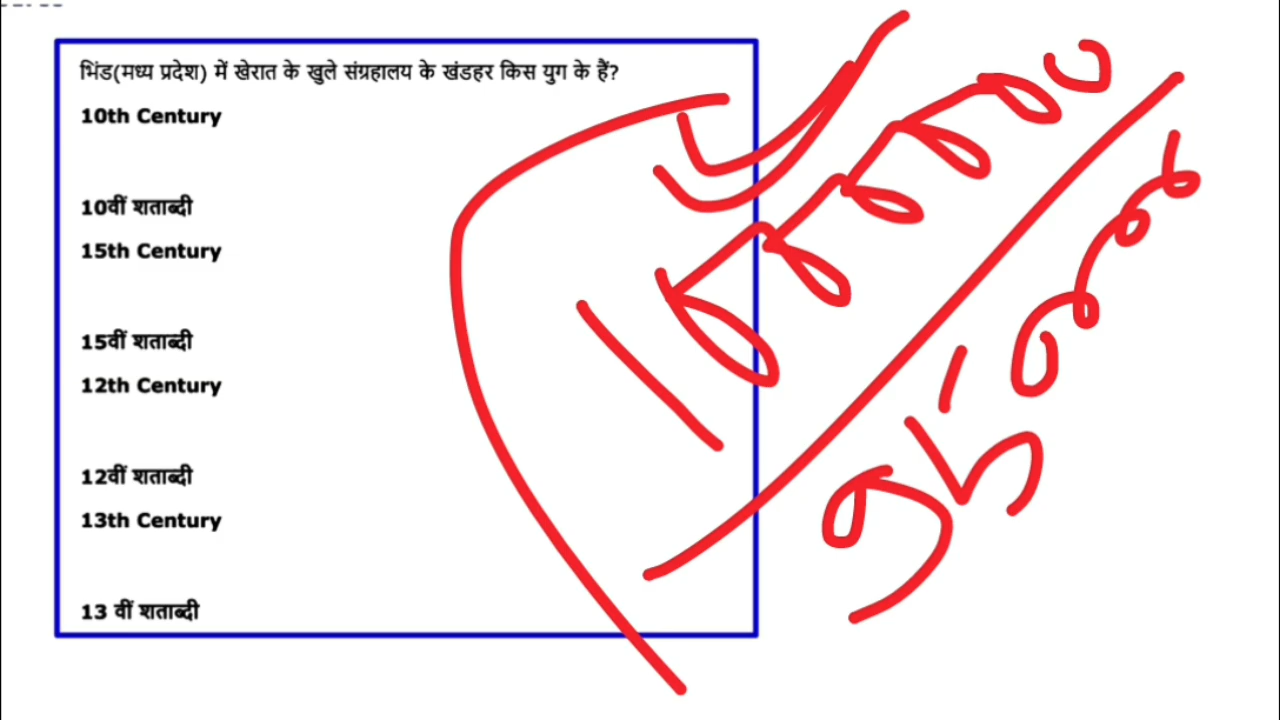 भिंड(मध्य प्रदेश) में खेरात के खुले संग्रहालय के खंडहर किस युग के हैं?
10th Century
10वीं शताब्दी
15th Century
15वीं शताब्दी
12th Century
12वीं शताब्दी
13th Century
13 वीं शताब्दी